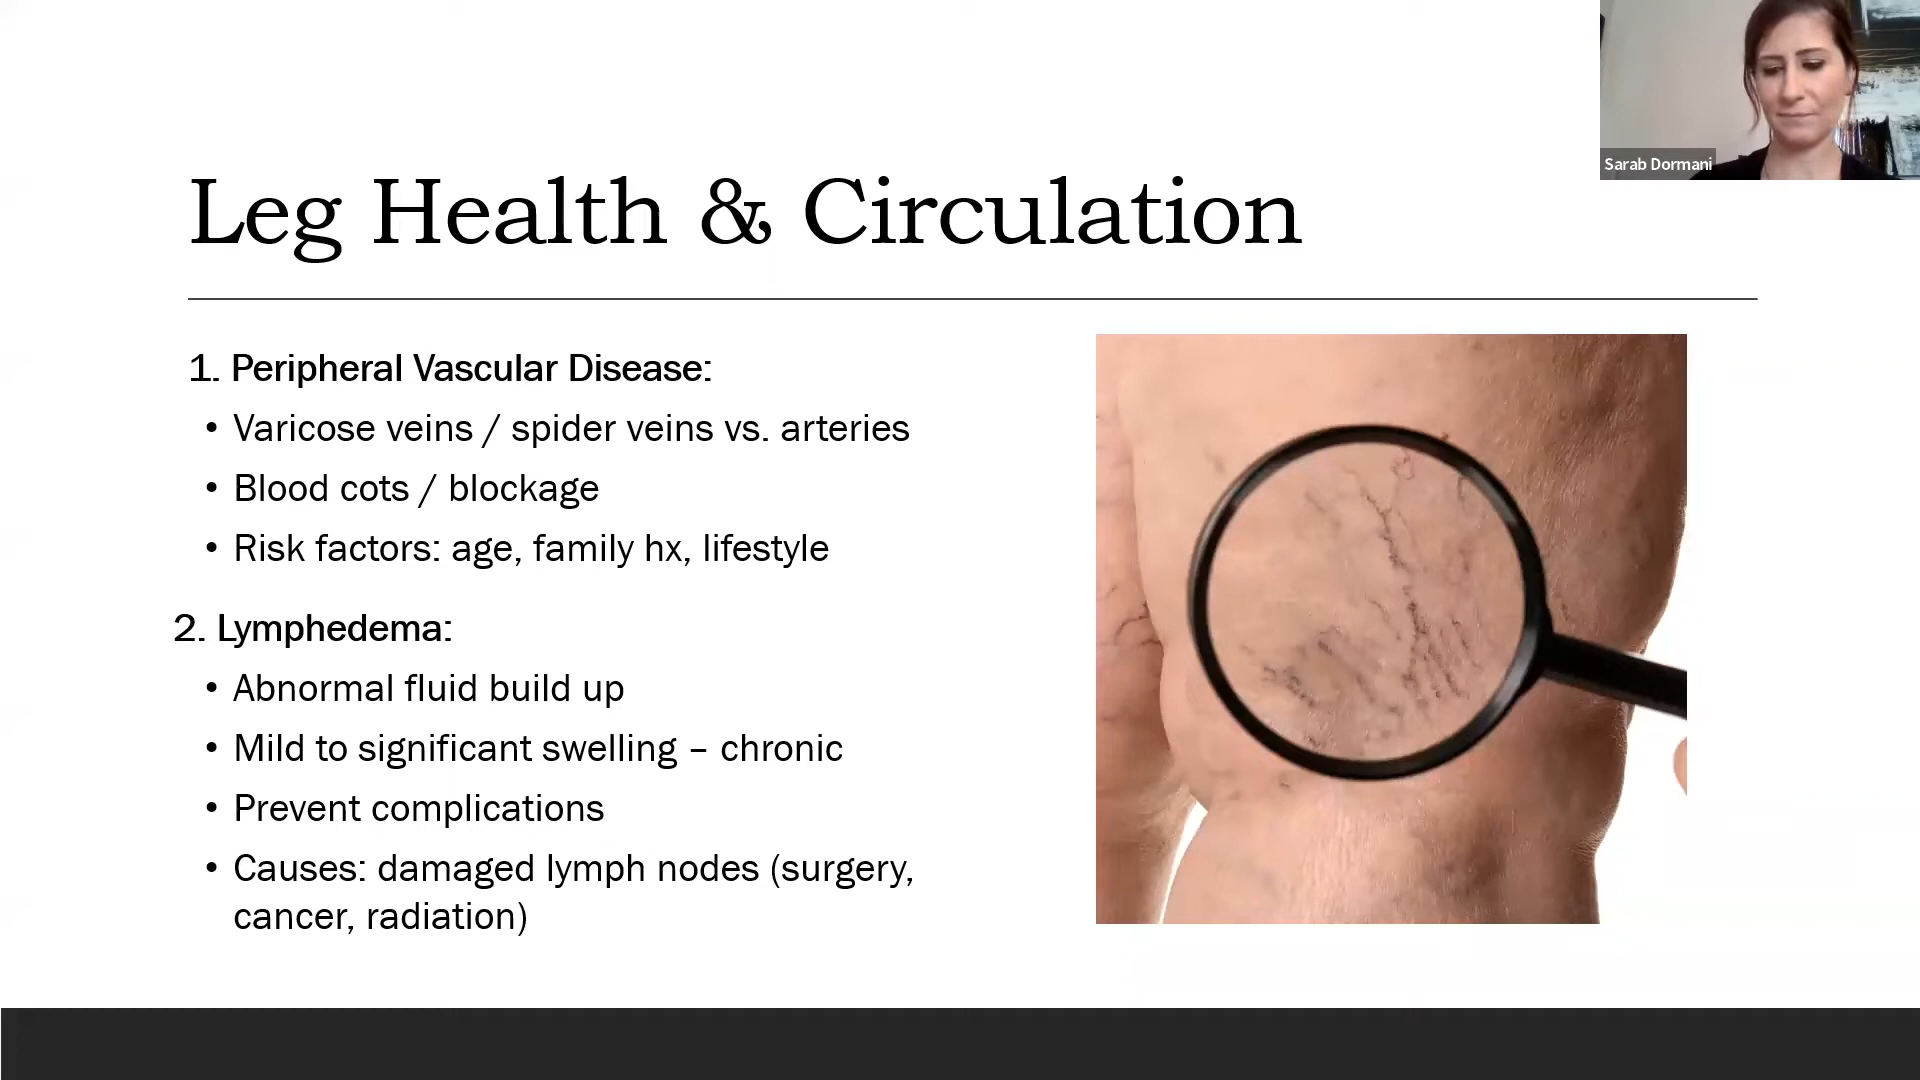 Sarab Dormani
Leg Health & Circulation
1. Peripheral Vascular Disease:
• Varicose veins / spider veins vs. arteries
• Blood cots / blockage
• Risk factors: age, family hx, lifestyle
2. Lymphedema:
• Abnormal fluid build up
• Mild to significant swelling – chronic
• Prevent complications
• Causes: damaged lymph nodes (surgery,
cancer, radiation)